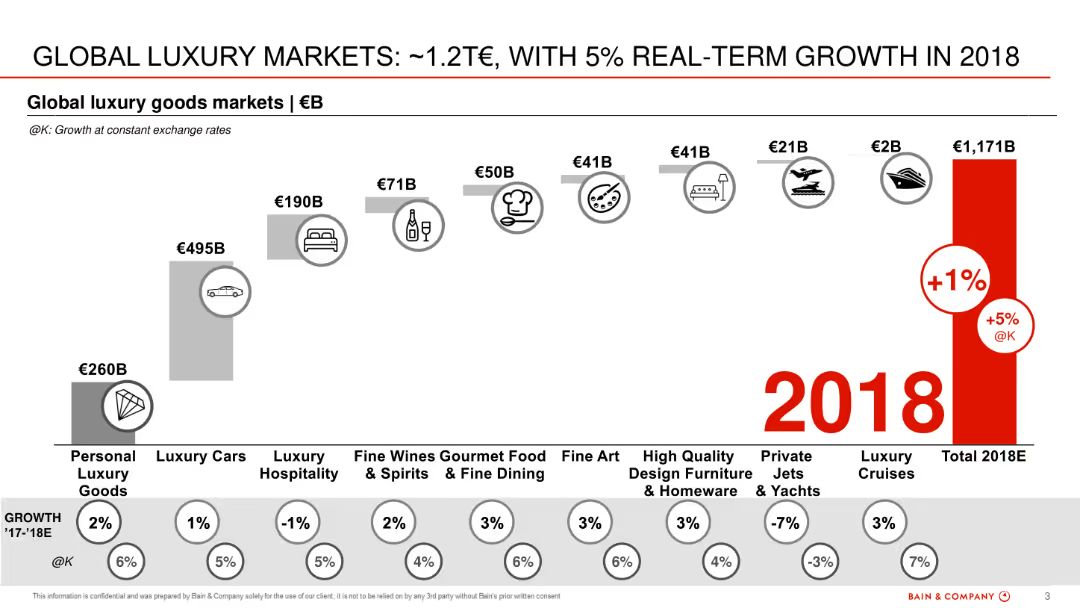 GLOBAL LUXURY MARKETS: ~1.2T€, WITH 5% REAL-TERM GROWTH IN 2018
Global luxury goods markets | €B
@K: Growth at constant exchange rates
€260B
€495B
€190B
€71B
€50B
€41B
€41B
€21B
€2B
€1,171B
+1%
+5%
@K
2018
Personal
Luxury
Goods
Luxury Cars
Luxury
Hospitality
Fine Wines
& Spirits
Gourmet Food
& Fine Dining
Fine Art
High Quality
Design Furniture
& Homeware
Private
Jets
& Yachts
Luxury
Cruises
Total 2018E
GROWTH
’17-’18E
2% 1% -1% 2% 3% 3% 3% -7% 3%
@K
6% 5% 5% 4% 6% 6% 4% -3% 7%
This information is confidential and was prepared by Bain & Company solely for the use of our client; it is not to be relied on by any 3rd party without Bain's prior written consent
BAIN & COMPANY
3